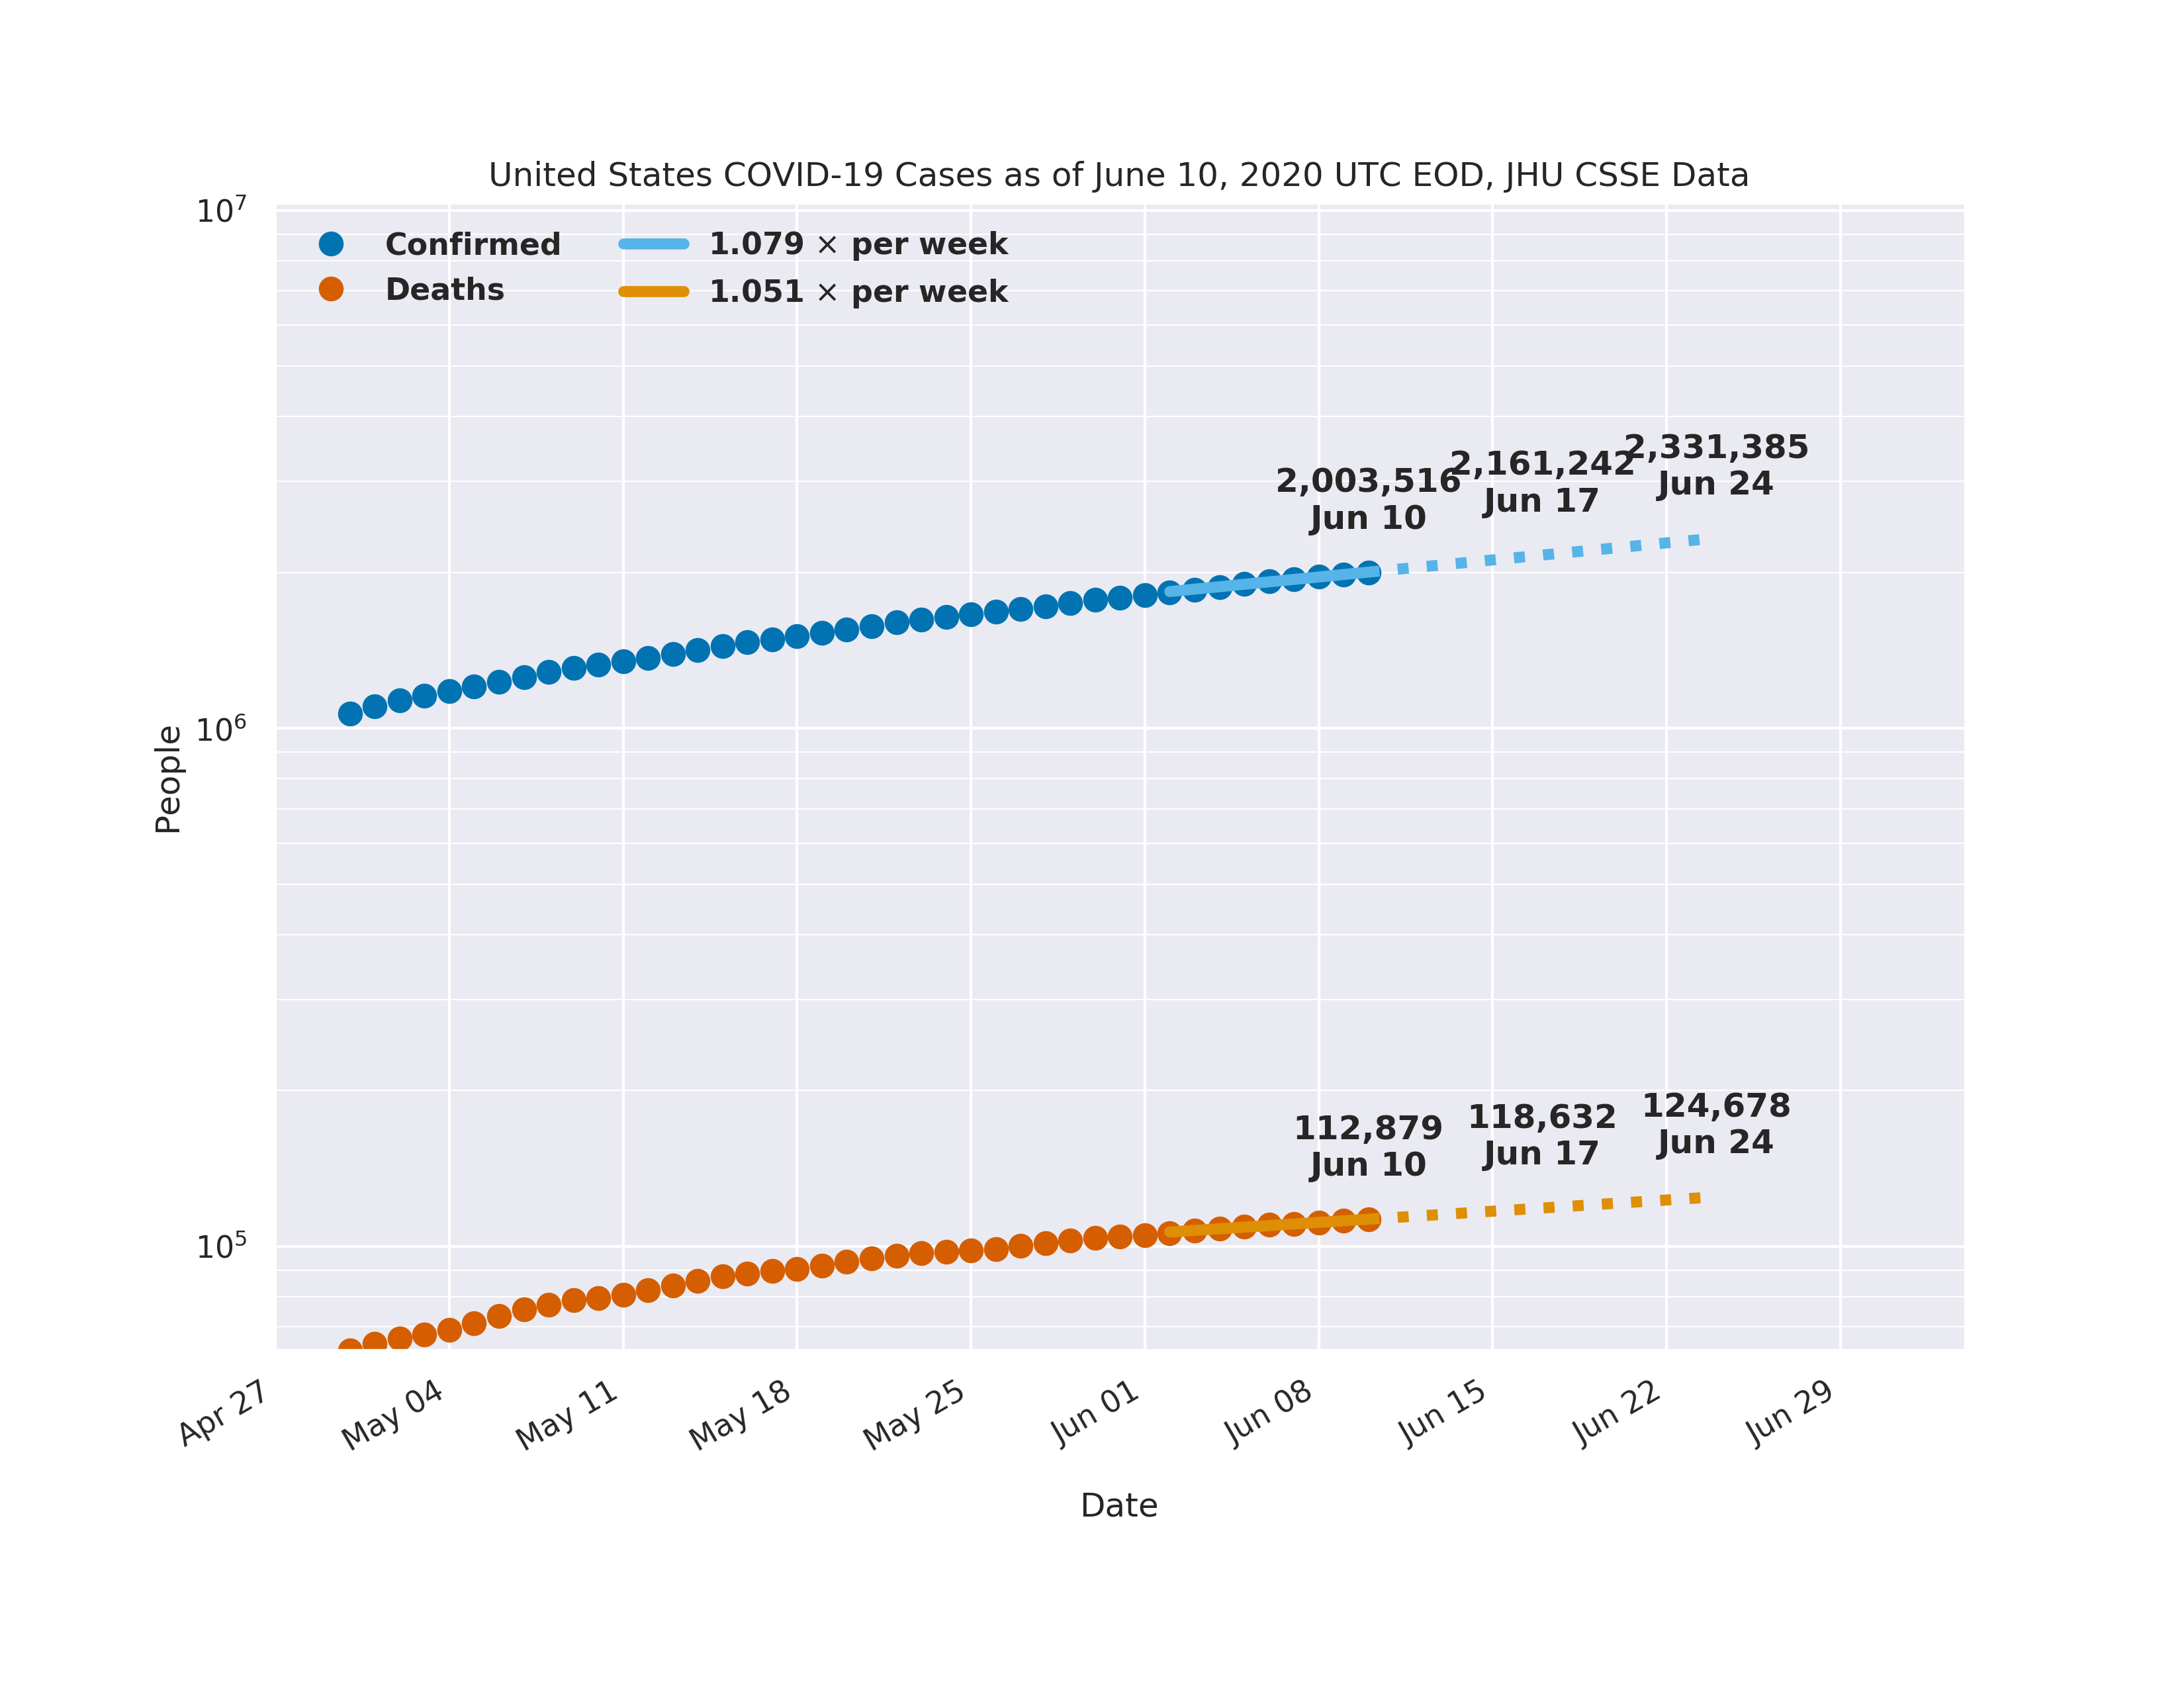 United States COVID-19 Cases as of June 10, 2020 UTC EOD, JHU CSSE Data
10⁷
Confirmed
Deaths
1.079 × per week
1.051 × per week
2,003,516
Jun 10
2,161,242
Jun 17
2,331,385
Jun 24
10⁶
People
112,879
Jun 10
118,632
Jun 17
124,678
Jun 24
10⁵
Apr 27
May 04
May 11
May 18
May 25
Jun 01
Jun 08
Jun 15
Jun 22
Jun 29
Date